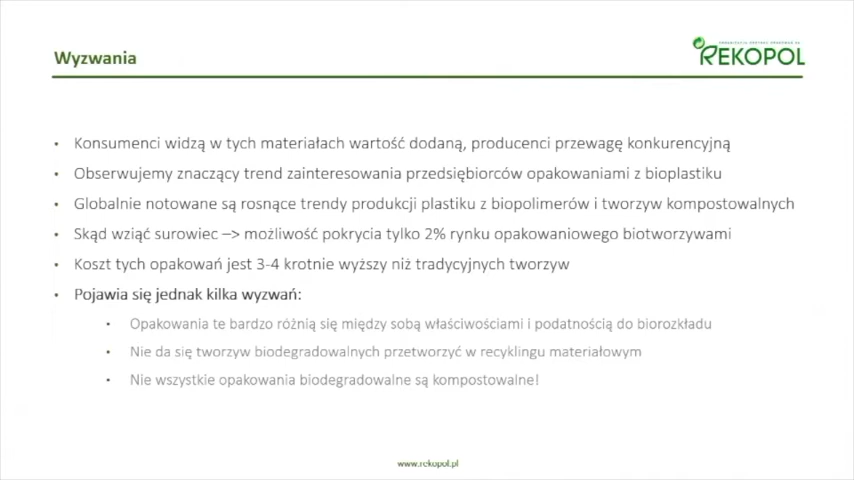 Wyzwania
REKOPOL
• Konsumenci widzą w tych materiałach wartość dodaną, producenci przewagę konkurencyjną
• Obserwujemy znaczący trend zainteresowania przedsiębiorców opakowaniami z bioplastiku
• Globalnie notowane są rosnące trendy produkcji plastiku z biopolimerów i tworzyw kompostowalnych
• Skąd wziąć surowiec –> możliwość pokrycia tylko 2% rynku opakowaniowego biotworzywami
• Koszt tych opakowań jest 3-4 krotnie wyższy niż tradycyjnych tworzyw
• Pojawia się jednak kilka wyzwań:
• Opakowania te bardzo różnią się między sobą właściwościami i podatnością do biorozkładu
• Nie da się tworzyw biodegradowalnych przetworzyć w recyklingu materiałowym
• Nie wszystkie opakowania biodegradowalne są kompostowalne!
www.rekopol.pl